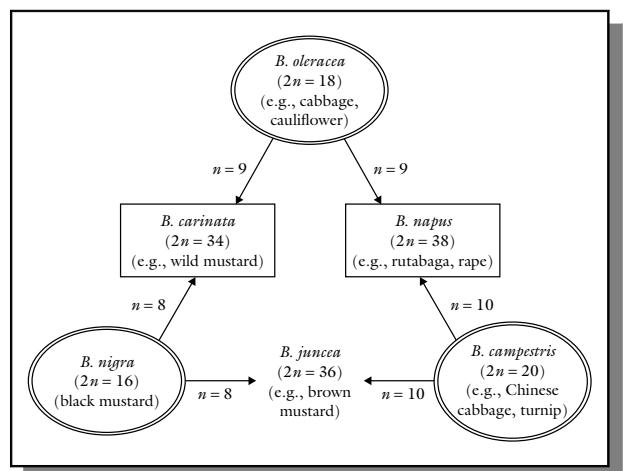 B. oleracea
(2n = 18)
(e.g., cabbage,
cauliflower)
n = 9
n = 9
B. carinata
(2n = 34)
(e.g., wild mustard)
B. napus
(2n = 38)
(e.g., rutabaga, rape)
n = 8
n = 10
B. nigra
(2n = 16)
(black mustard)
n = 8
B. juncea
(2n = 36)
(e.g., brown
mustard)
n = 10
B. campestris
(2n = 20)
(e.g., Chinese
cabbage, turnip)